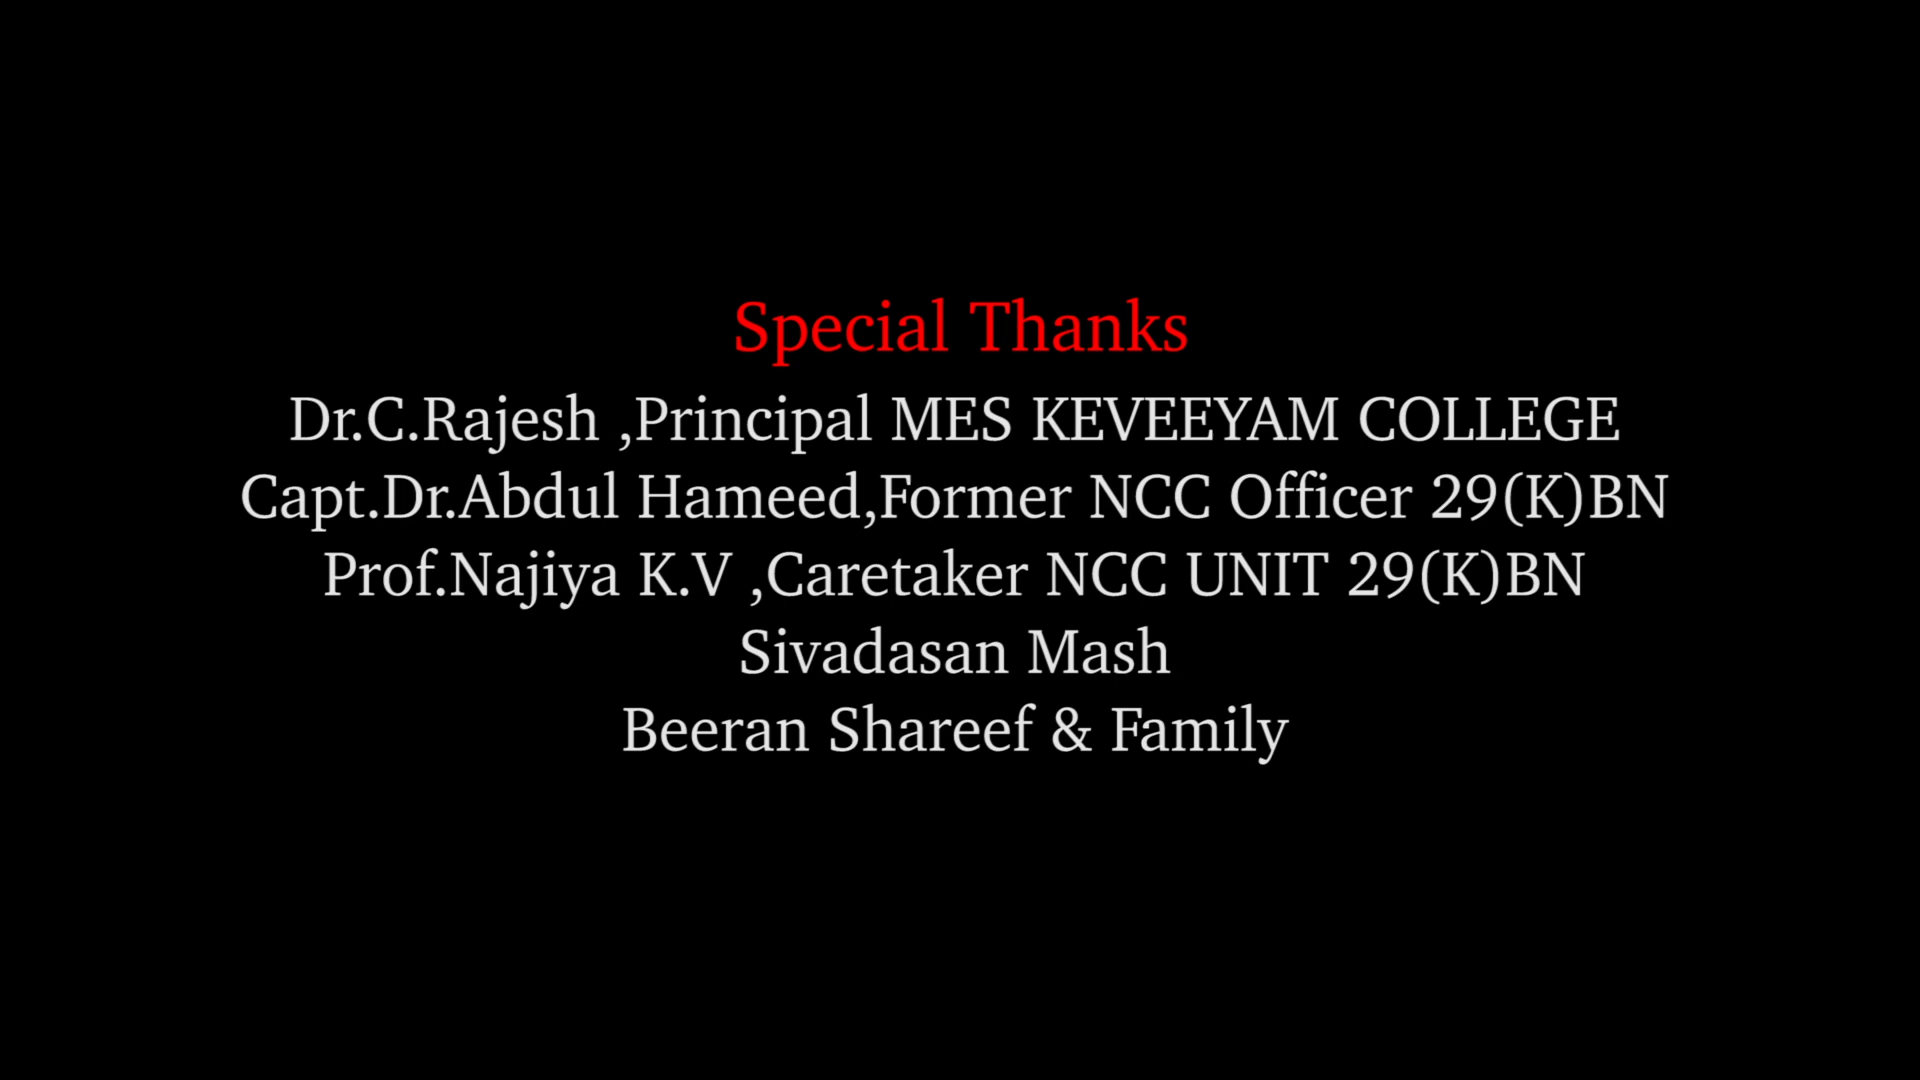 Special Thanks
Dr.C.Rajesh ,Principal MES KEVEEYAM COLLEGE
Capt.Dr.Abdul Hameed,Former NCC Officer 29(K)BN
Prof.Najiya K.V ,Caretaker NCC UNIT 29(K)BN
Sivadasan Mash
Beeran Shareef & Family